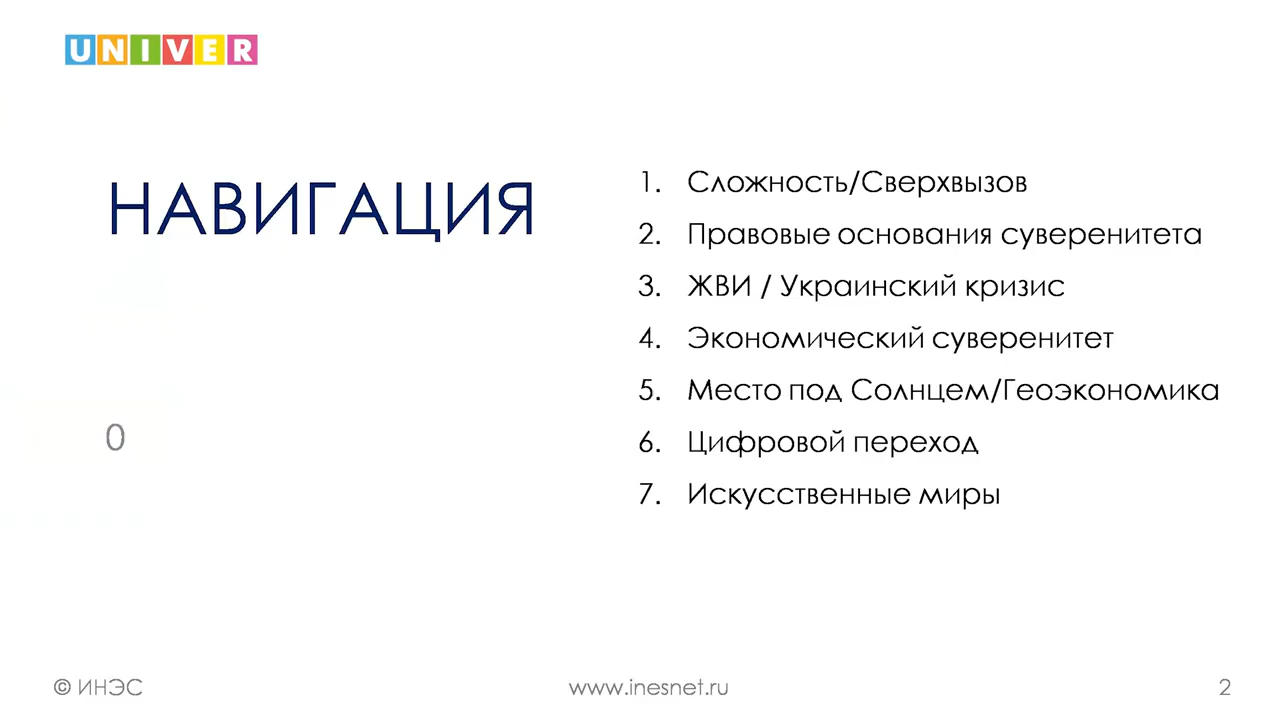 UNIVER
НАВИГАЦИЯ
0
1. Сложность/Сверхвызов
2. Правовые основания суверенитета
3. ЖВИ / Украинский кризис
4. Экономический суверенитет
5. Место под Солнцем/Геоэкономика
6. Цифровой переход
7. Искусственные миры
© ИНЭС
www.inesnet.ru
2